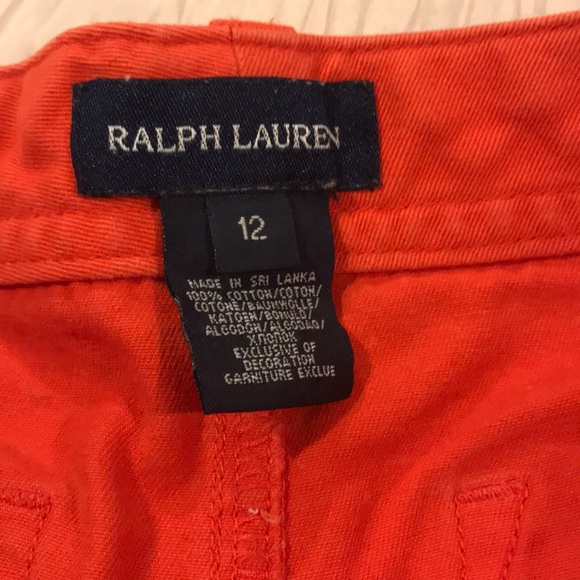 RALPH LAUREN
12
MADE IN SRI LANKA
100% COTTON/COTON/
COTONE/BAUMWOLLE/
KATOEN/BOMULD/
ALGODON/ALGODAO/
ХЛОПОК
EXCLUSIVE OF
DECORATION
GARNITURE EXCLUE